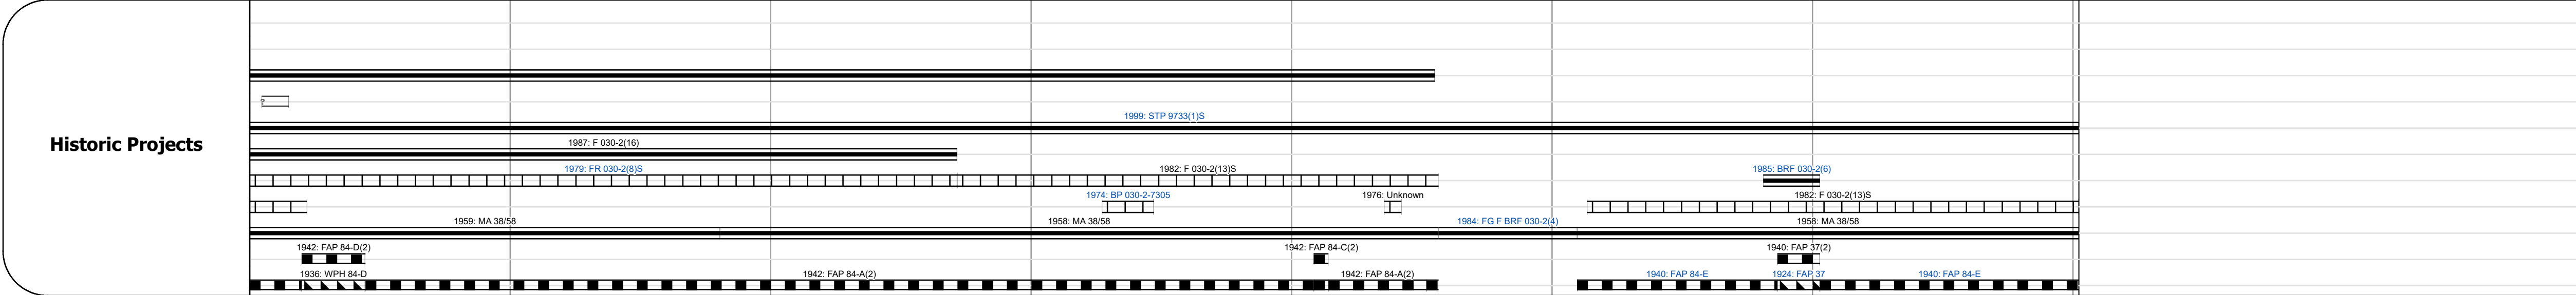 1999: STP 9733(1)S
Historic Projects
1987: F 030-2(16)
1979: FR 030-2(8)S 1982: F 030-2(13)S 1985: BRF 030-2(6)
1974: BP 030-2-7305 1976: Unknown 1982: F 030-2(13)S
1959: MA 38/58 1958: MA 38/58 1984: FG F BRF 030-2(4) 1958: MA 38/58
1942: FAP 84-D(2) 1942: FAP 84-C(2) 1940: FAP 37(2)
1936: WPH 84-D 1942: FAP 84-A(2) 1942: FAP 84-A(2) 1940: FAP 84-E 1924: FAP 37 1940: FAP 84-E